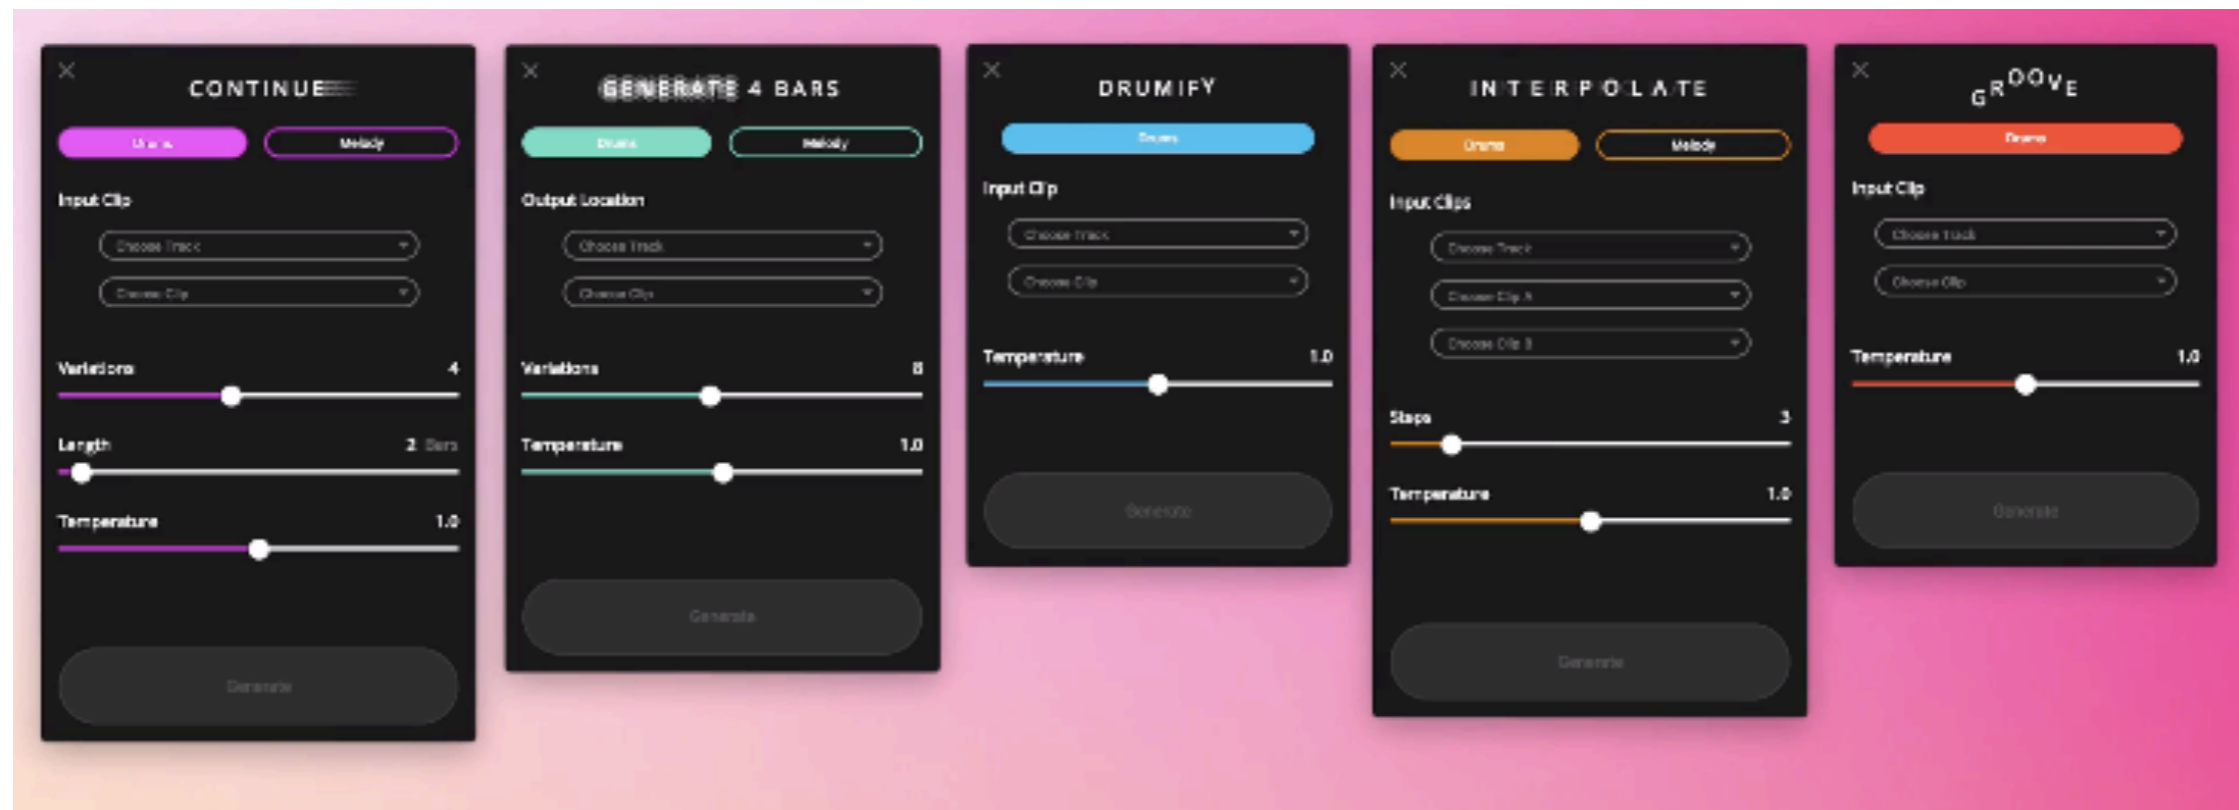 CONTINUE
Drums
Melody
Input Clip
Choose Track
Choose Clip
Variations 4
Length 2 Bars
Temperature 1.0
Generate
GENERATE 4 BARS
Drums
Melody
Output Location
Choose Track
Choose Clip
Variations 8
Temperature 1.0
Generate
DRUMIFY
Drums
Input Clip
Choose Track
Choose Clip
Temperature 1.0
Generate
INTERPOLATE
Drums
Melody
Input Clips
Choose Track
Choose Clip A
Choose Clip B
Steps 3
Temperature 1.0
Generate
GROOVE
Drums
Input Clip
Choose Track
Choose Clip
Temperature 1.0
Generate